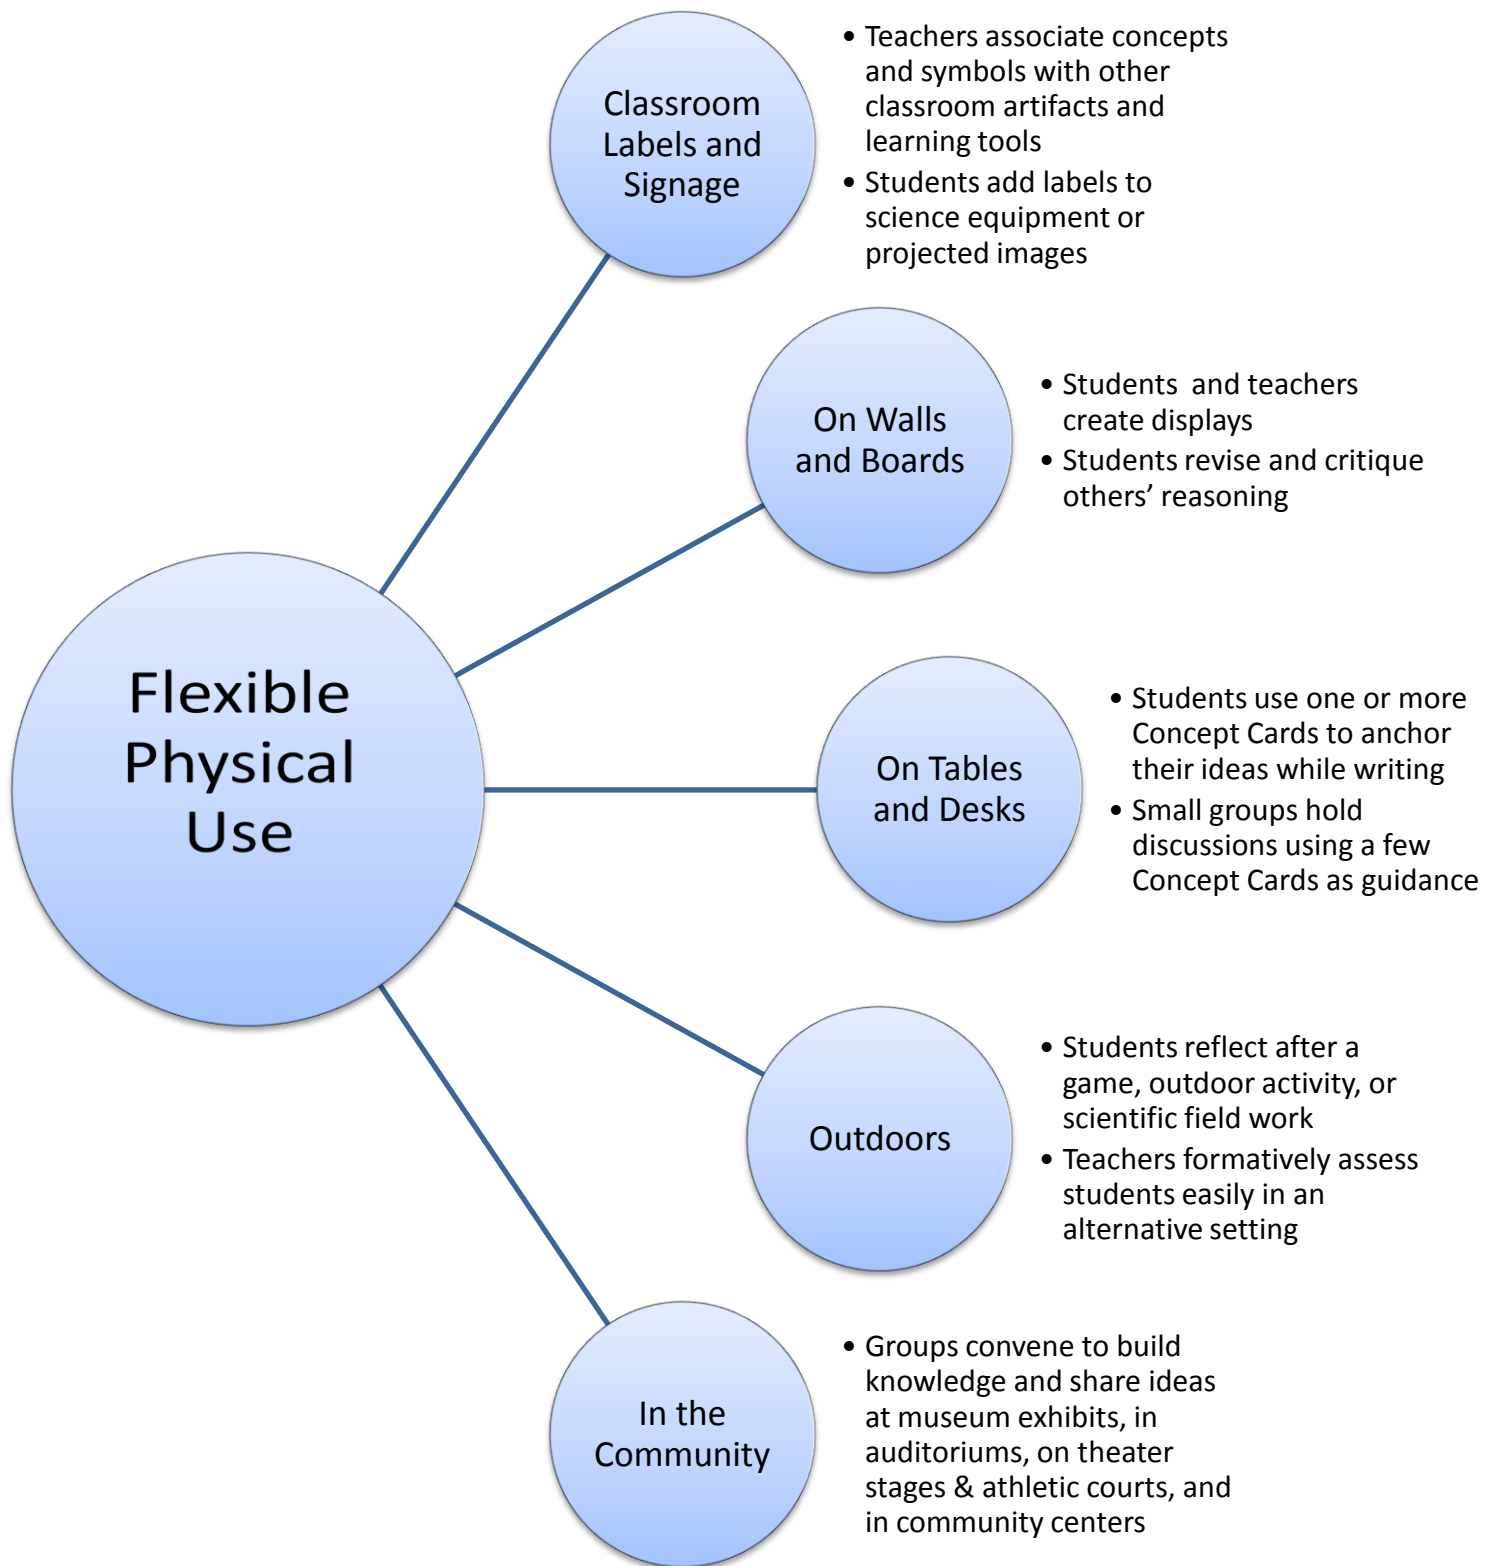 Flexible
Physical
Use
Classroom
Labels and
Signage
• Teachers associate concepts
and symbols with other
classroom artifacts and
learning tools
• Students add labels to
science equipment or
projected images
On Walls
and Boards
• Students  and teachers
create displays
• Students revise and critique
others’ reasoning
On Tables
and Desks
• Students use one or more
Concept Cards to anchor
their ideas while writing
• Small groups hold
discussions using a few
Concept Cards as guidance
Outdoors
• Students reflect after a
game, outdoor activity, or
scientific field work
• Teachers formatively assess
students easily in an
alternative setting
In the
Community
• Groups convene to build
knowledge and share ideas
at museum exhibits, in
auditoriums, on theater
stages & athletic courts, and
in community centers